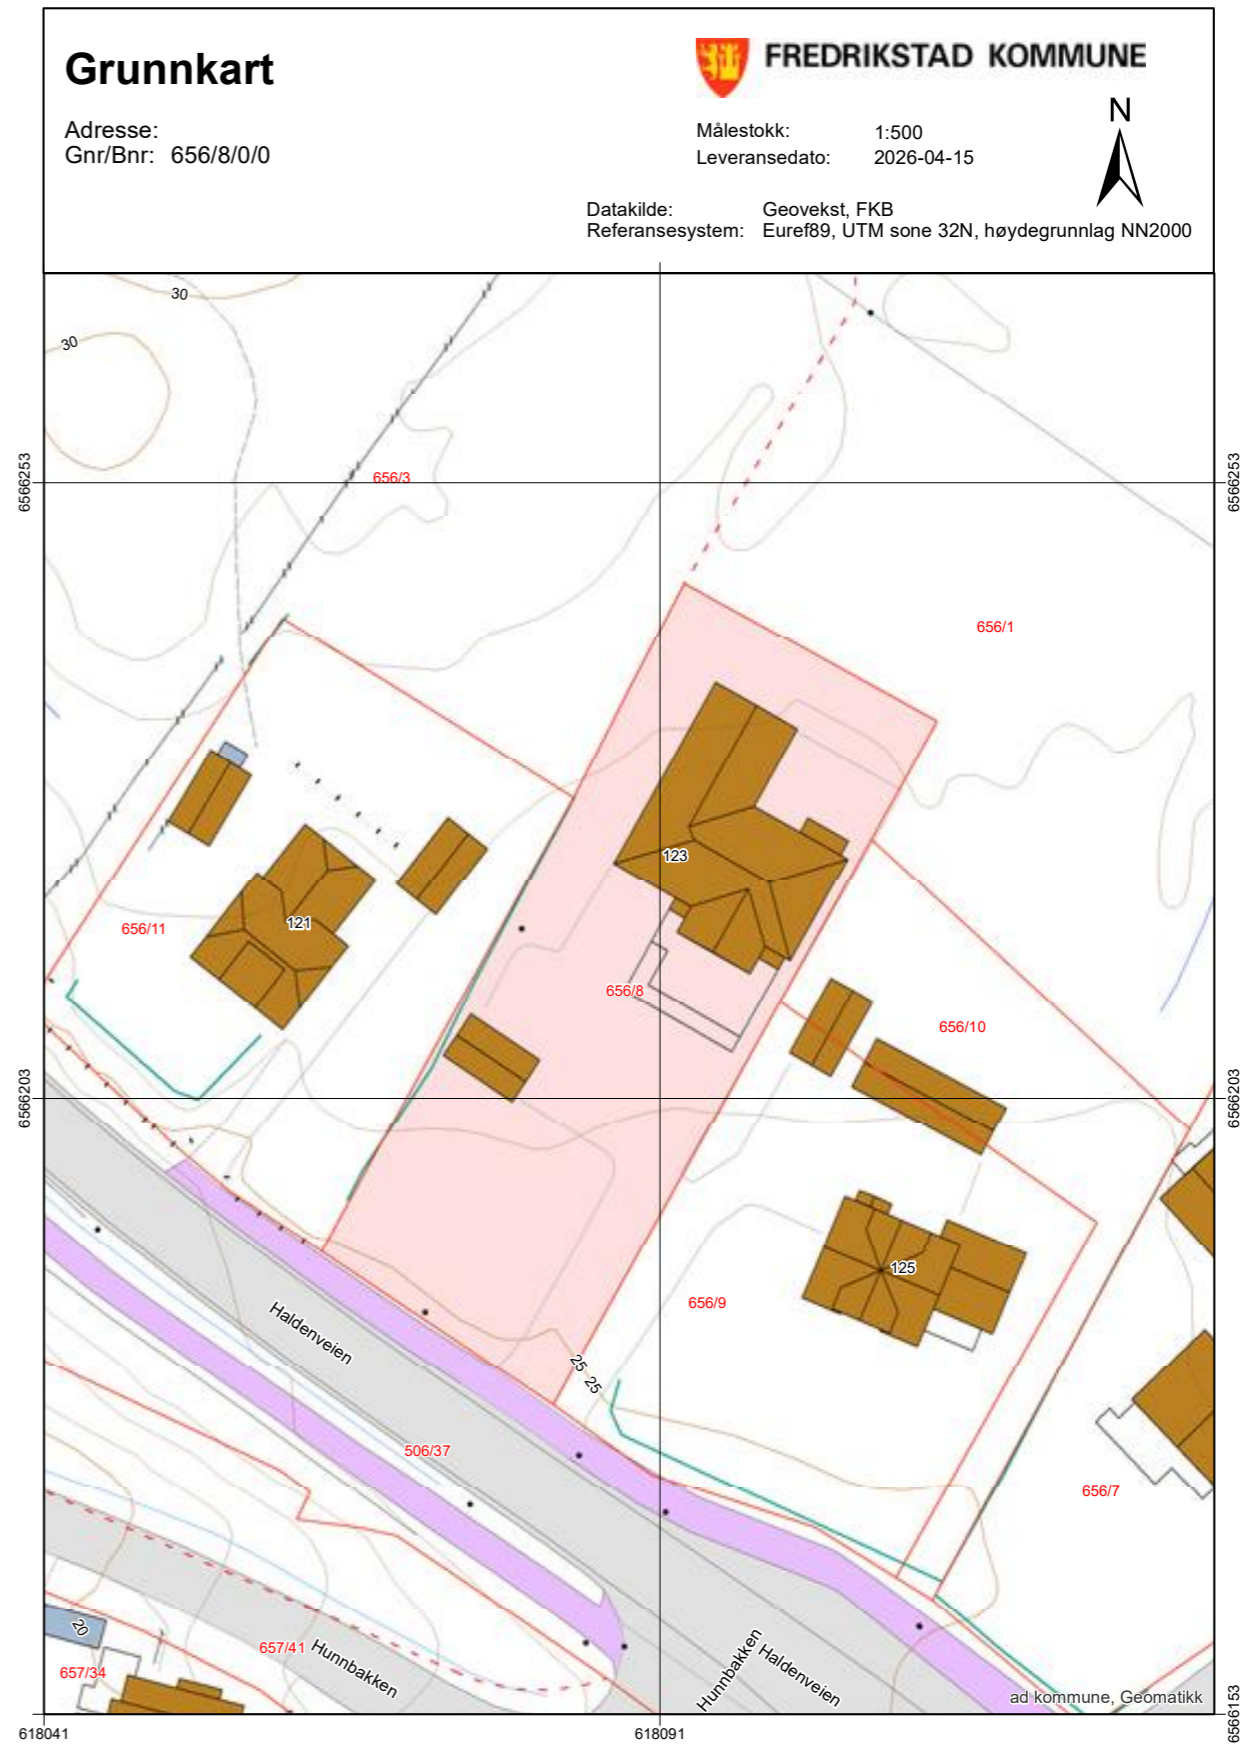 Grunnkart
FREDRIKSTAD KOMMUNE
Adresse:
Gnr/Bnr: 656/8/0/0
Målestokk: 1:500
Leveransedato: 2026-04-15
N
Datakilde: Geovekst, FKB
Referansesystem: Euref89, UTM sone 32N, høydegrunnlag NN2000
30
30
656/3
6566253
6566253
656/1
123
656/11
121
656/8
656/10
6566203
6566203
125
656/9
Haldenveien
25
25
506/37
656/7
20
657/34
657/41
Hunnbakken
Hunnbakken
Haldenveien
ad kommune, Geomatikk
6566153
618041
618091